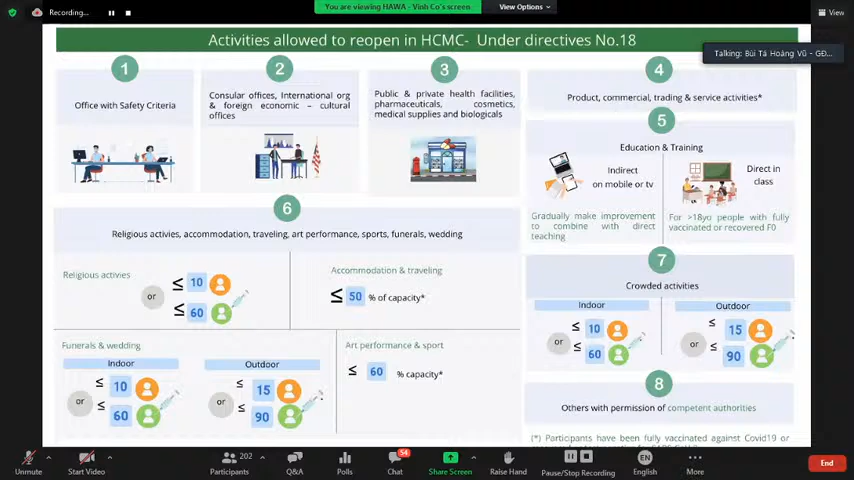 Recording...
You are viewing HAWA - Vinh Co's screen
View Options
View
Activities allowed to reopen in HCMC- Under directives No.18
Talking: Bùi Tá Hoàng Vũ - GĐ...
1
Office with Safety Criteria
2
Consular offices, International org
& foreign economic – cultural
offices
3
Public & private health facilities,
pharmaceuticals, cosmetics,
medical supplies and biologicals
4
Product, commercial, trading & service activities*
5
Education & Training
Indirect
on mobile or tv
Gradually make improvement
to combine with direct
teaching
Direct in
class
For >18yo people with fully
vaccinated or recovered F0
6
Religious activies, accommodation, traveling, art performance, sports, funerals, wedding
Religious activies
or
≤ 10
≤ 60
Accommodation & traveling
≤ 50 % of capacity*
Funerals & wedding
Indoor
or
≤ 10
≤ 60
Outdoor
or
≤ 15
≤ 90
Art performance & sport
≤ 60 % capacity*
7
Crowded activities
Indoor
or
≤ 10
≤ 60
Outdoor
or
≤ 15
≤ 90
8
Others with permission of competent authorities
(*) Participants have been fully vaccinated against Covid19 or
Unmute
Start Video
202
Participants
Q&A
Polls
54
Chat
Share Screen
Raise Hand
Pause/Stop Recording
EN
English
More
End